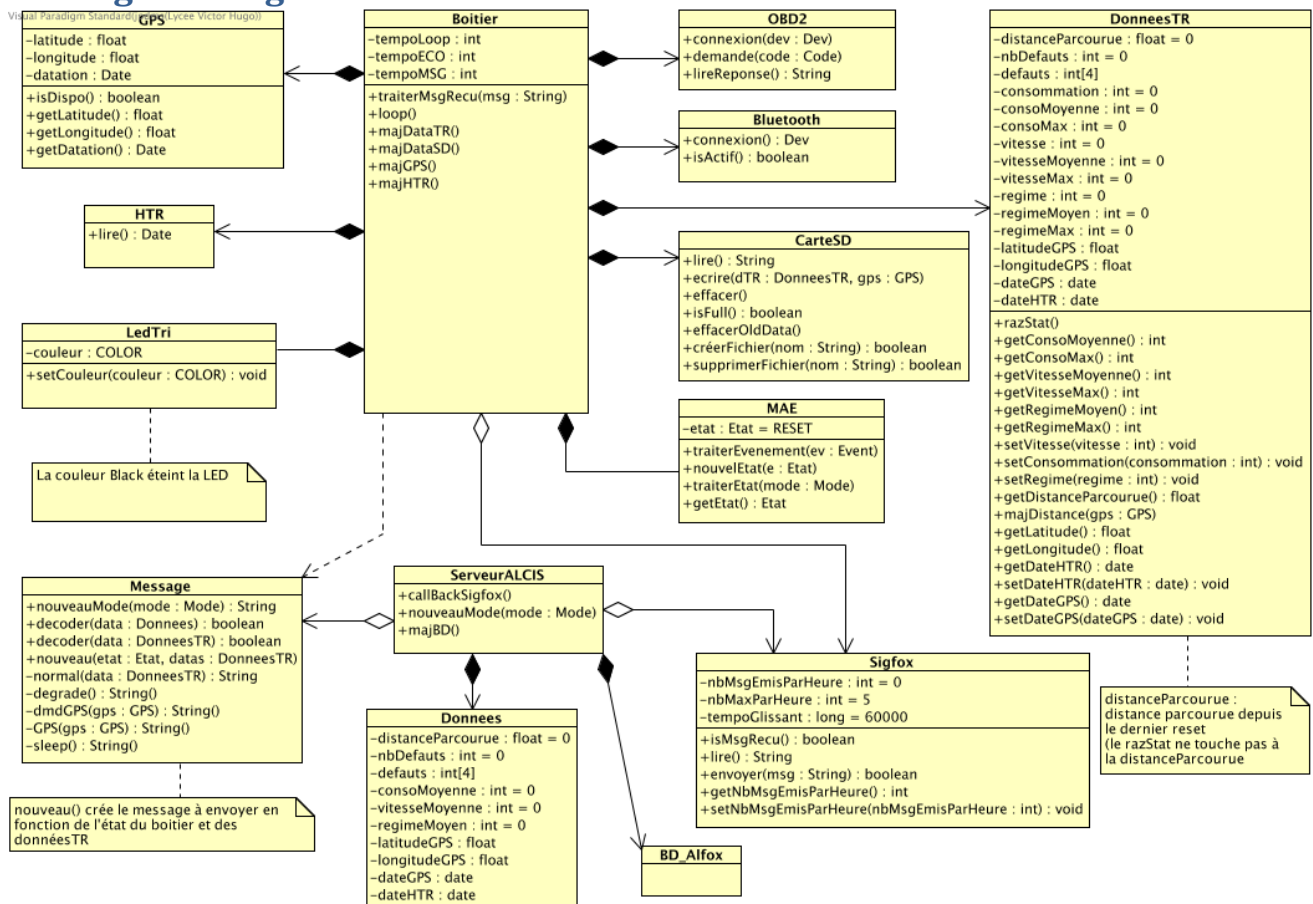 Visual Paradigm Standard(
(Lycee Victor Hugo))
GPS
-latitude : float
-longitude : float
-datation : Date
+isDispo() : boolean
+getLatitude() : float
+getLongitude() : float
+getDatation() : Date
Boitier
-tempoLoop : int
-tempoECO : int
-tempoMSG : int
+traiterMsgRecu(msg : String)
+loop()
+majDataTR()
+majDataSD()
+majGPS()
+majHTR()
OBD2
+connexion(dev : Dev)
+demande(code : Code)
+lireReponse() : String
Bluetooth
+connexion() : Dev
+isActif() : boolean
DonneesTR
-distanceParcourue : float = 0
-nbDefauts : int = 0
-defauts : int[4]
-consommation : int = 0
-consoMoyenne : int = 0
-consoMax : int = 0
-vitesse : int = 0
-vitesseMoyenne : int = 0
-vitesseMax : int = 0
-regime : int = 0
-regimeMoyen : int = 0
-regimeMax : int = 0
-latitudeGPS : float
-longitudeGPS : float
-dateGPS : date
-dateHTR : date
+razStat()
+getConsoMoyenne() : int
+getConsoMax() : int
+getVitesseMoyenne() : int
+getVitesseMax() : int
+getRegimeMoyen() : int
+getRegimeMax() : int
+setVitesse(vitesse : int) : void
+setConsommation(consommation : int) : void
+setRegime(regime : int) : void
+getDistanceParcourue() : float
+majDistance(gps : GPS)
+getLatitude() : float
+getLongitude() : float
+getDateHTR() : date
+setDateHTR(dateHTR : date) : void
+getDateGPS() : date
+setDateGPS(dateGPS : date) : void
HTR
+lire() : Date
CarteSD
+lire() : String
+ecrire(dTR : DonneesTR, gps : GPS)
+effacer()
+isFull() : boolean
+effacerOldData()
+créerFichier(nom : String) : boolean
+supprimerFichier(nom : String) : boolean
LedTri
-couleur : COLOR
+setCouleur(couleur : COLOR) : void
La couleur Black éteint la LED
MAE
-etat : Etat = RESET
+traiterEvenement(ev : Event)
+nouvelEtat(e : Etat)
+traiterEtat(mode : Mode)
+getEtat() : Etat
Message
+nouveauMode(mode : Mode) : String
+decoder(data : Donnees) : boolean
+decoder(data : DonneesTR) : boolean
+nouveau(etat : Etat, datas : DonneesTR)
-normal(data : DonneesTR) : String
-degrade() : String()
-dmdGPS(gps : GPS) : String()
-GPS(gps : GPS) : String()
-sleep() : String()
nouveau() crée le message à envoyer en
fonction de l'état du boitier et des
donnéesTR
ServeurALCIS
+callBackSigfox()
+nouveauMode(mode : Mode)
+majBD()
Donnees
-distanceParcourue : float = 0
-nbDefauts : int = 0
-defauts : int[4]
-consoMoyenne : int = 0
-vitesseMoyenne : int = 0
-regimeMoyen : int = 0
-latitudeGPS : float
-longitudeGPS : float
-dateGPS : date
-dateHTR : date
Sigfox
-nbMsgEmisParHeure : int = 0
-nbMaxParHeure : int = 5
-tempoGlissant : long = 60000
+isMsgRecu() : boolean
+lire() : String
+envoyer(msg : String) : boolean
+getNbMsgEmisParHeure() : int
+setNbMsgEmisParHeure(nbMsgEmisParHeure : int) : void
BD_Alfox
distanceParcourue :
distance parcourue depuis
le dernier reset
(le razStat ne touche pas à
la distanceParcourue